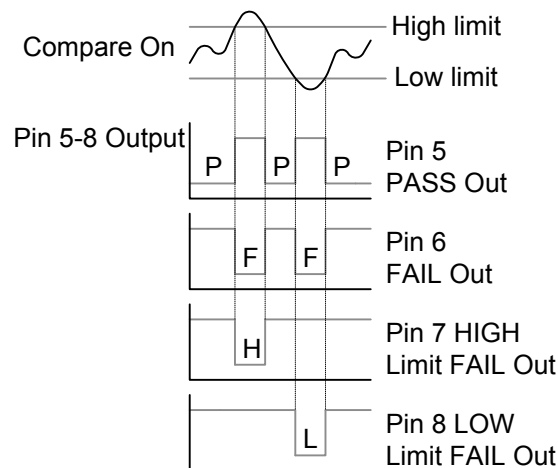 High limit
Compare On
Low limit
Pin 5-8 Output
P P P
Pin 5
PASS Out
F F
Pin 6
FAIL Out
H
Pin 7 HIGH
Limit FAIL Out
L
Pin 8 LOW
Limit FAIL Out